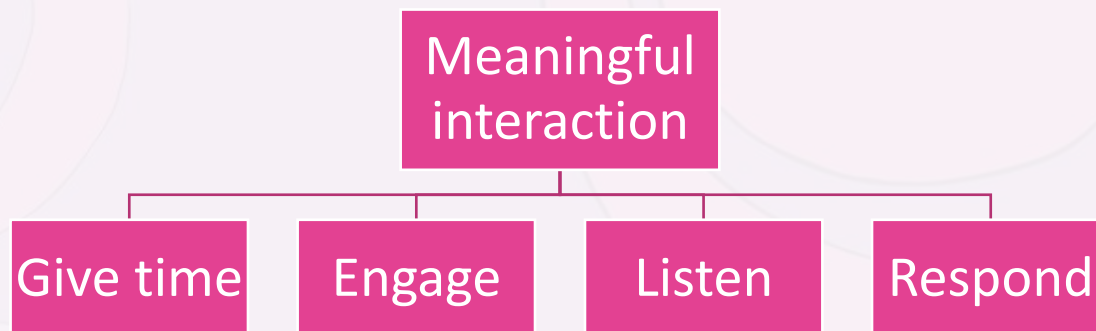 Meaningful
interaction
Give time
Engage
Listen
Respond